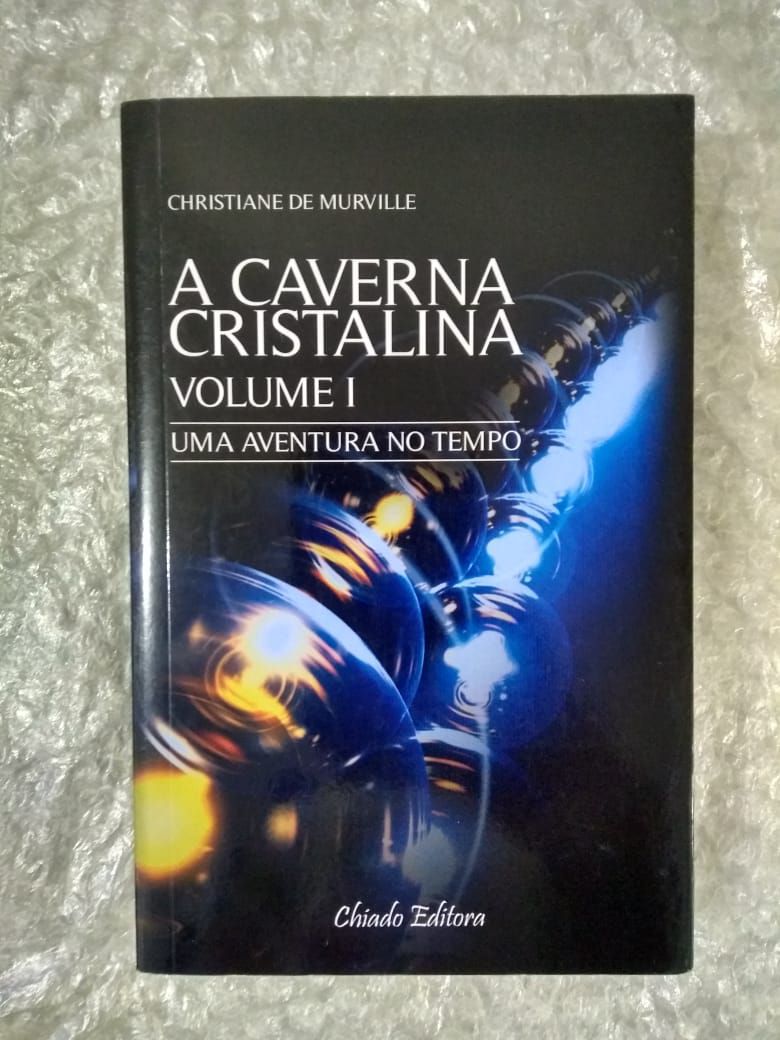 CHRISTIANE DE MURVILLE
A CAVERNA
CRISTALINA
VOLUME I
UMA AVENTURA NO TEMPO
Chiado Editora